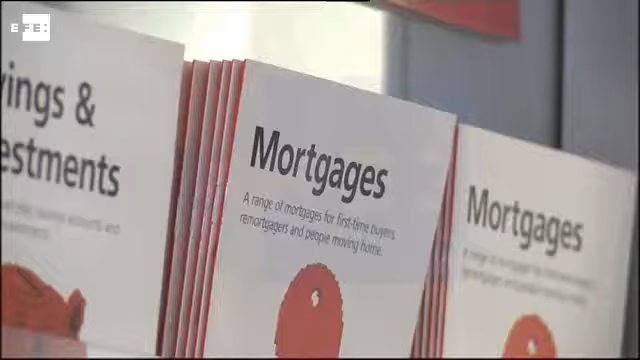 EFE:
vings &
estments
Mortgages
A range of mortgages for first-time buyers,
remortgagers and people moving home.
Mortgages